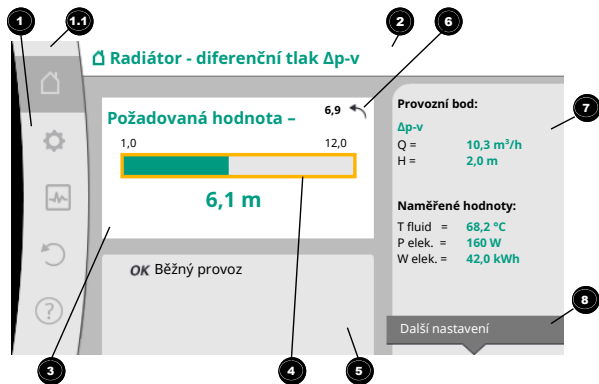 1
1.1
2
6
Radiátor - diferenční tlak Δp-v
Požadovaná hodnota –
6,9
1,0
12,0
6,1 m
OK Běžný provoz
Provozní bod:
Δp-v
Q = 10,3 m³/h
H = 2,0 m
Naměřené hodnoty:
T fluid = 68,2 °C
P elek. = 160 W
W elek. = 42,0 kWh
Další nastavení
7
8
3
4
5